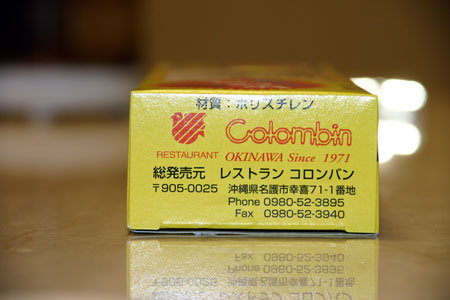 材質:ポリスチレン
Colombin
RESTAURANT OKINAWA Since 1971
総発売元 レストラン コロンバン
〒905-0025 沖縄県名護市幸喜71-1番地
Phone 0980-52-3895
Fax 0980-52-3940